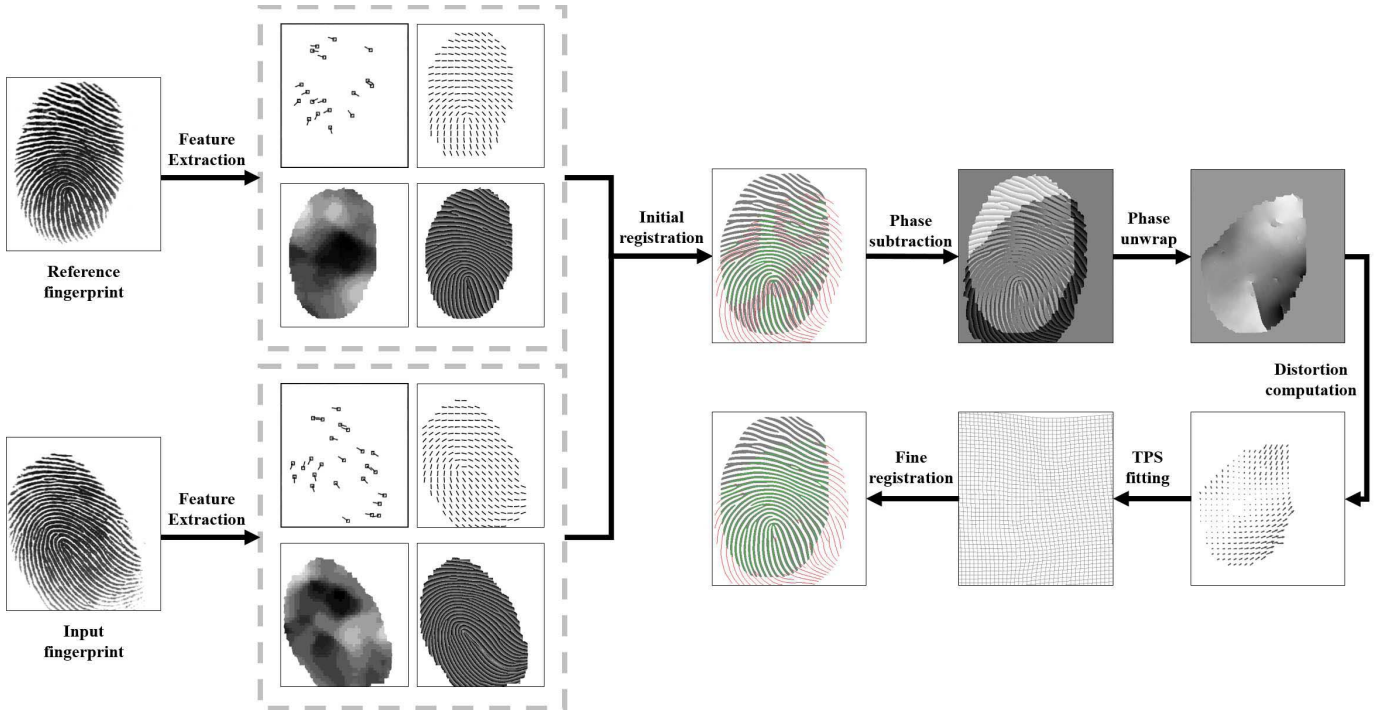 Reference
fingerprint
Feature
Extraction
Input
fingerprint
Feature
Extraction
Initial
registration
Phase
subtraction
Phase
unwrap
Distortion
computation
TPS
fitting
Fine
registration